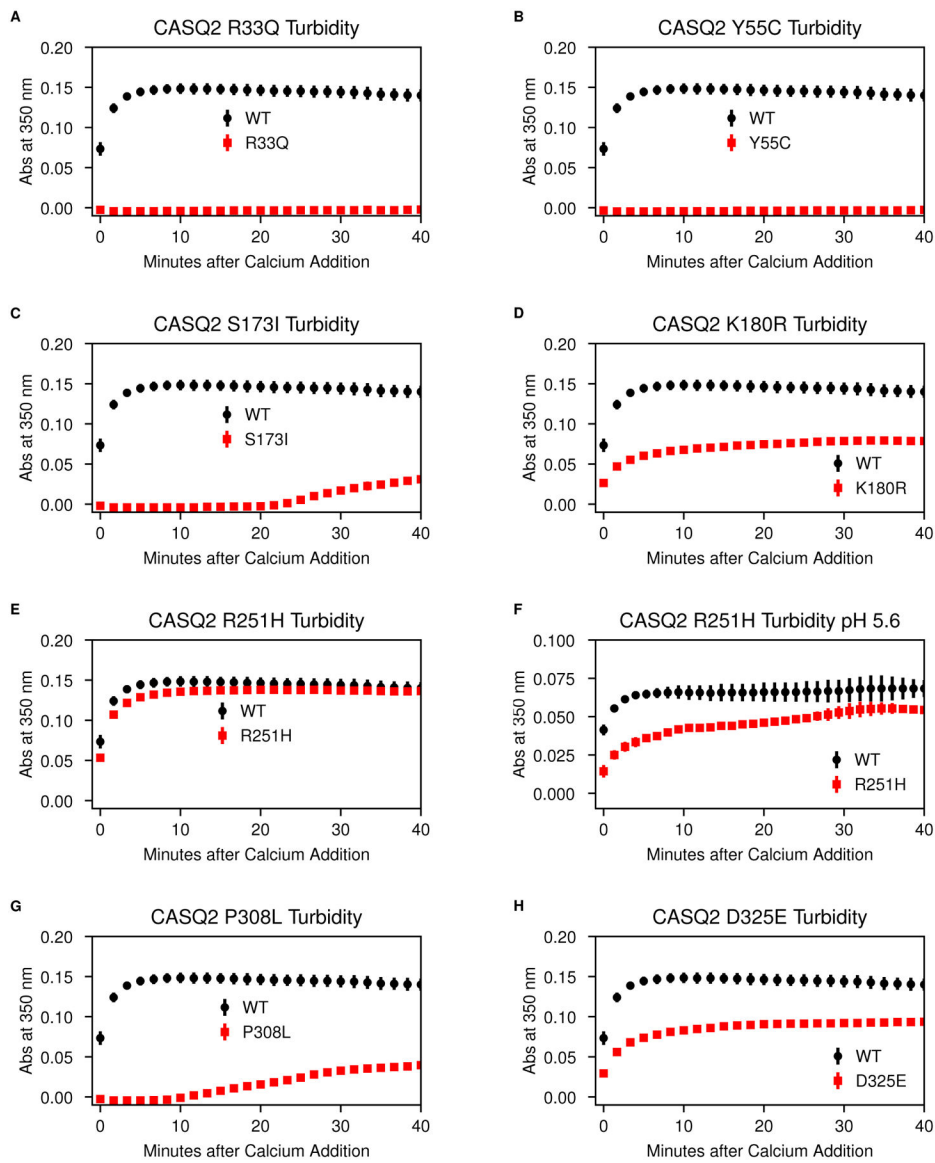 A
CASQ2 R33Q Turbidity
Abs at 350 nm
0.20
0.15
0.10
0.05
0.00
WT
R33Q
0 10 20 30 40
Minutes after Calcium Addition
B
CASQ2 Y55C Turbidity
Abs at 350 nm
0.20
0.15
0.10
0.05
0.00
WT
Y55C
0 10 20 30 40
Minutes after Calcium Addition
C
CASQ2 S173I Turbidity
Abs at 350 nm
0.20
0.15
0.10
0.05
0.00
WT
S173I
0 10 20 30 40
Minutes after Calcium Addition
D
CASQ2 K180R Turbidity
Abs at 350 nm
0.20
0.15
0.10
0.05
0.00
WT
K180R
0 10 20 30 40
Minutes after Calcium Addition
E
CASQ2 R251H Turbidity
Abs at 350 nm
0.20
0.15
0.10
0.05
0.00
WT
R251H
0 10 20 30 40
Minutes after Calcium Addition
F
CASQ2 R251H Turbidity pH 5.6
Abs at 350 nm
0.100
0.075
0.050
0.025
0.000
WT
R251H
0 10 20 30 40
Minutes after Calcium Addition
G
CASQ2 P308L Turbidity
Abs at 350 nm
0.20
0.15
0.10
0.05
0.00
WT
P308L
0 10 20 30 40
Minutes after Calcium Addition
H
CASQ2 D325E Turbidity
Abs at 350 nm
0.20
0.15
0.10
0.05
0.00
WT
D325E
0 10 20 30 40
Minutes after Calcium Addition